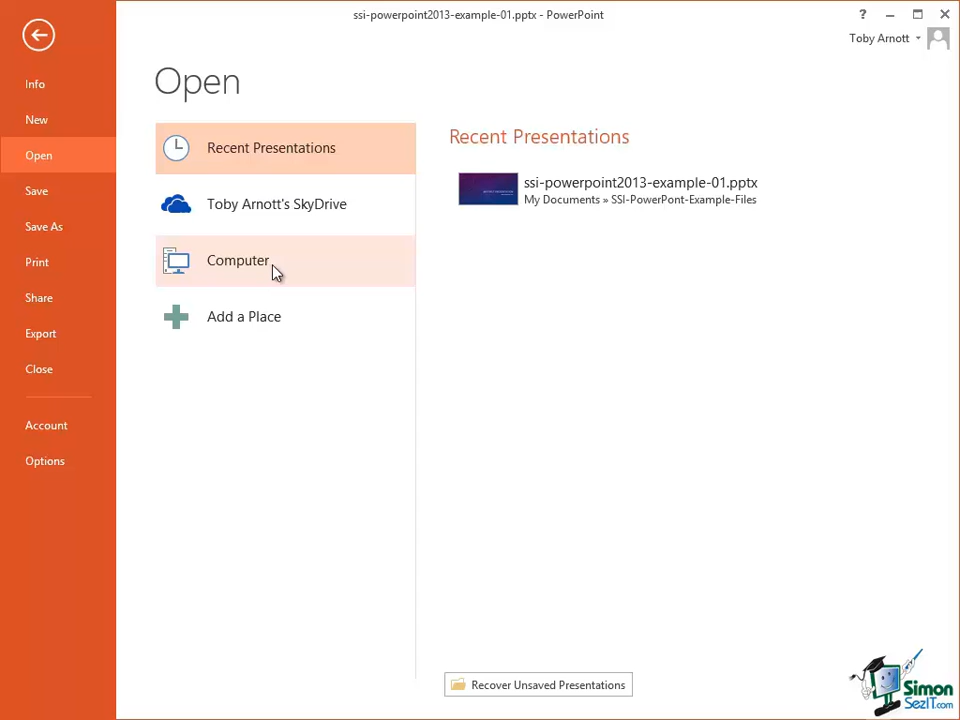 ssi-powerpoint2013-example-01.pptx - PowerPoint
?
Toby Arnott
Info
New
Open
Save
Save As
Print
Share
Export
Close
Account
Options
Open
Recent Presentations
Toby Arnott's SkyDrive
Computer
Add a Place
Recent Presentations
ssi-powerpoint2013-example-01.pptx
My Documents » SSI-PowerPont-Example-Files
Recover Unsaved Presentations
Simon
SezIT.com